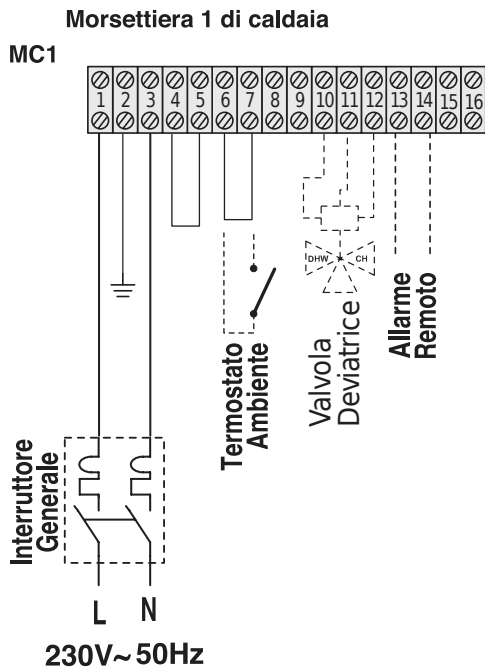 Morsettiera 1 di caldaia
MC1
1 2 3 4 5 6 7 8 9 10 11 12 13 14 15 16
DHW CH
Termostato
Ambiente
Valvola
Deviatrice
Allarme
Remoto
Interruttore
Generale
L N
230V~ 50Hz